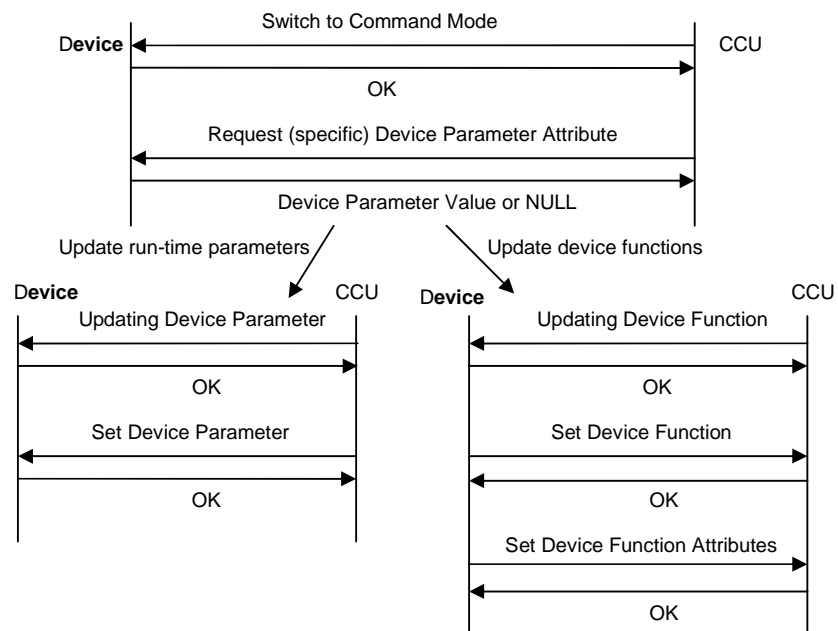 Switch to Command Mode
Device
CCU
OK
Request (specific) Device Parameter Attribute
Device Parameter Value or NULL
Update run-time parameters
Update device functions
Device
CCU
Updating Device Parameter
OK
Set Device Parameter
OK
Device
CCU
Updating Device Function
OK
Set Device Function
OK
Set Device Function Attributes
OK